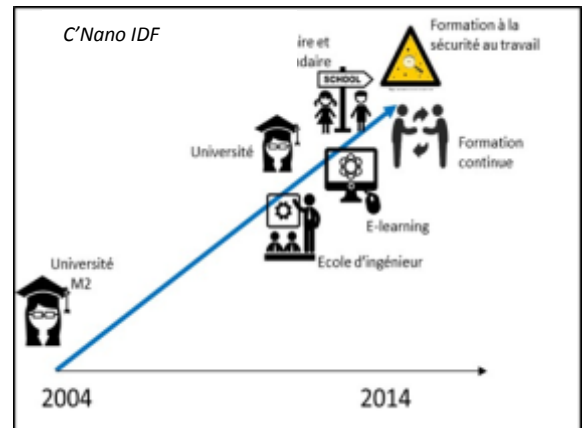 C'Nano IDF
Formation à la
sécurité au travail
ire et
daire
SCHOOL
Université
Formation
continue
E-learning
Ecole d'ingénieur
Université
M2
2004
2014